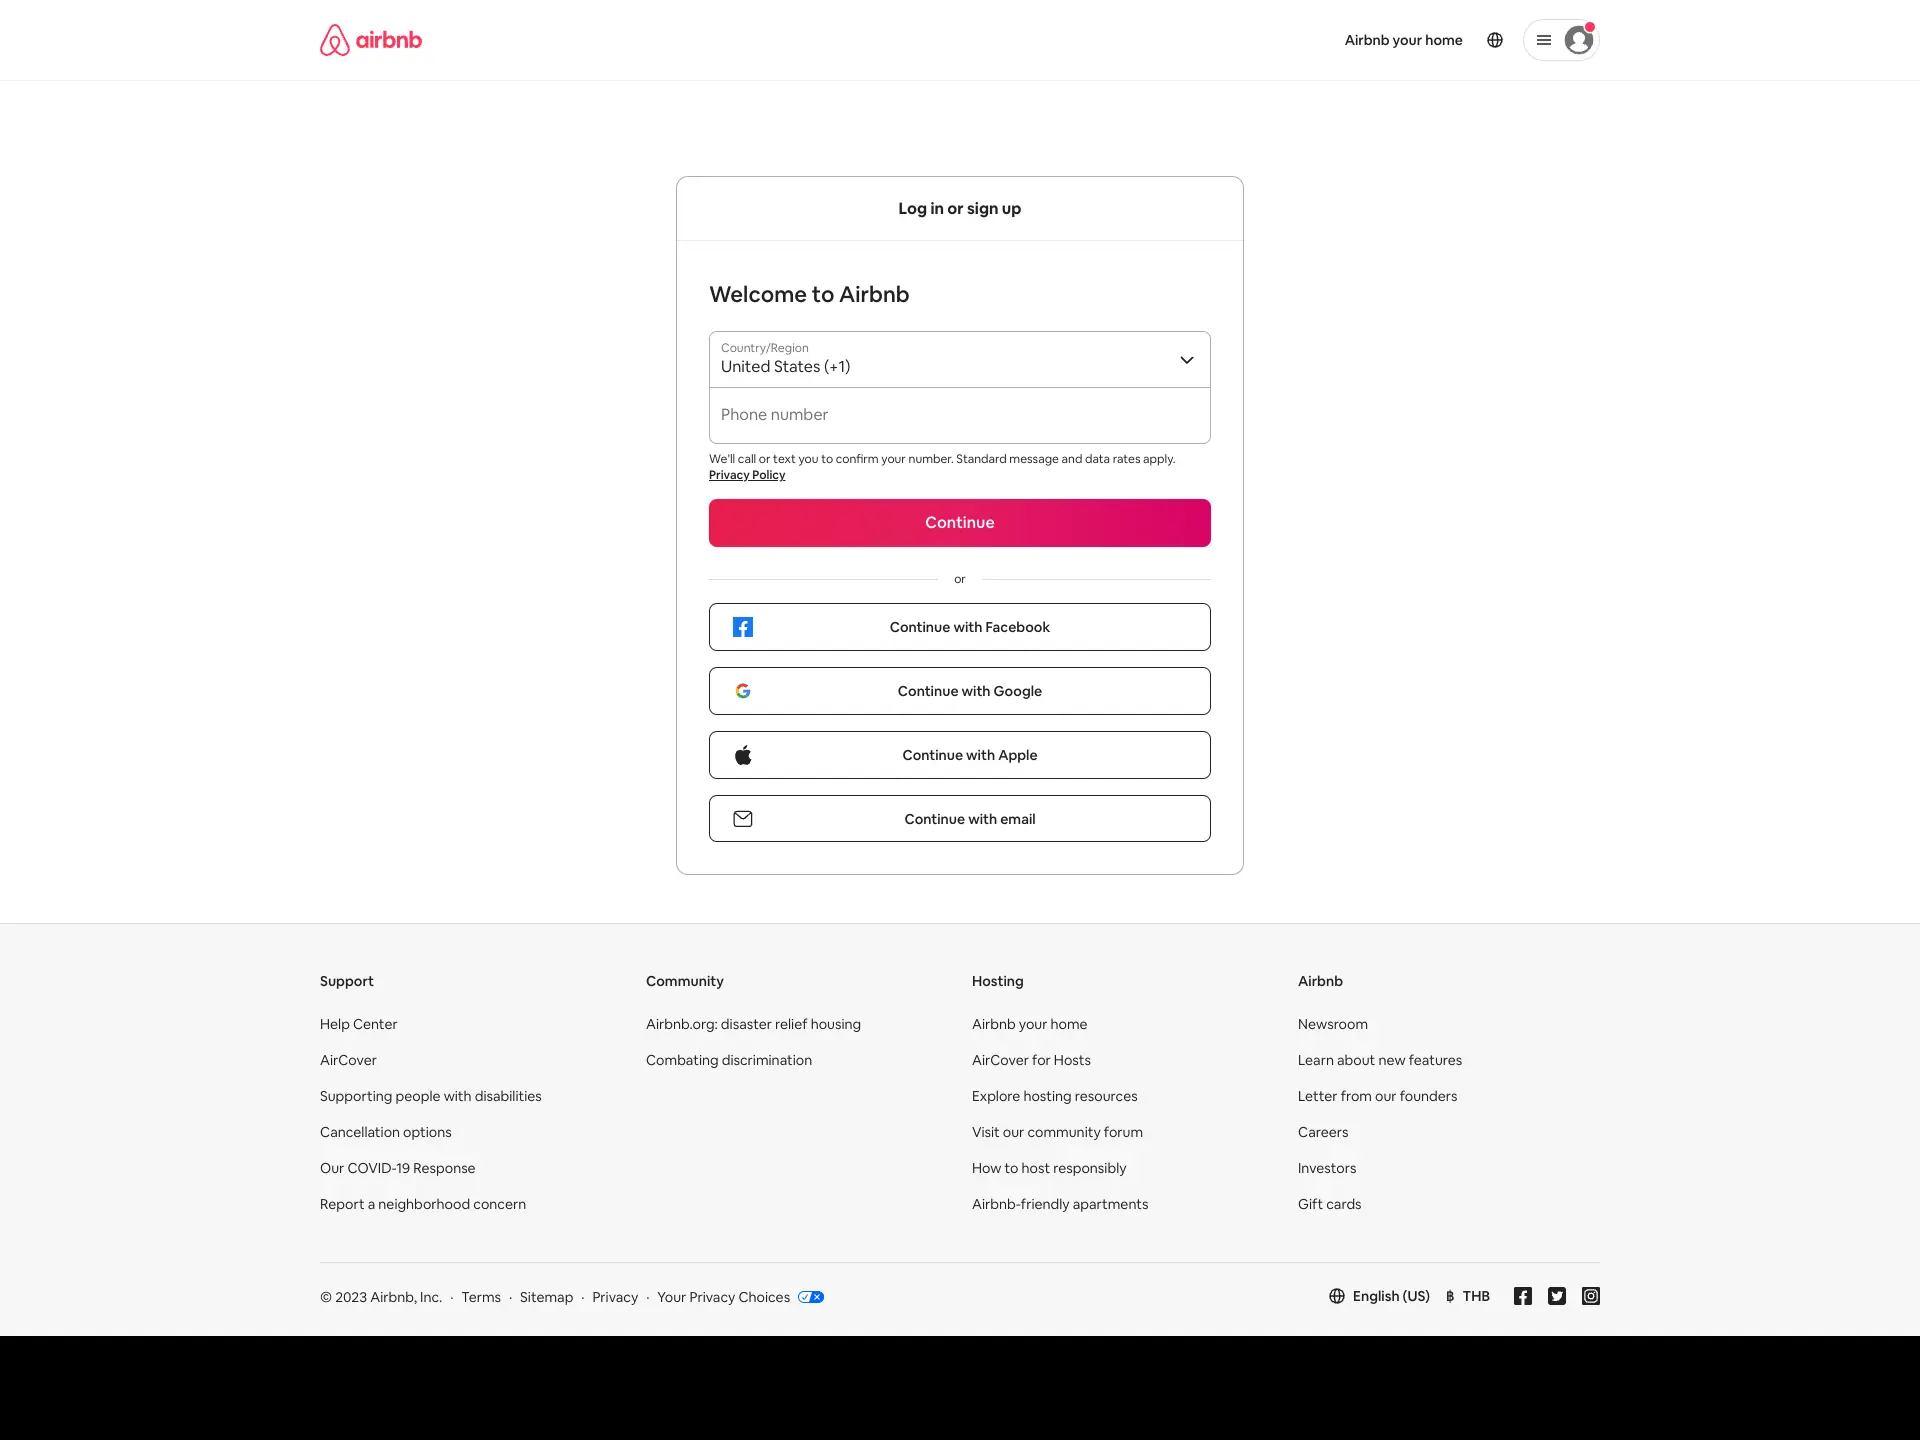 airbnb
Airbnb your home
Log in or sign up
Welcome to Airbnb
Country/Region
United States (+1)
Phone number
We'll call or text you to confirm your number. Standard message and data rates apply.
Privacy Policy
Continue
or
Continue with Facebook
Continue with Google
Continue with Apple
Continue with email
Support
Help Center
AirCover
Supporting people with disabilities
Cancellation options
Our COVID-19 Response
Report a neighborhood concern
Community
Airbnb.org: disaster relief housing
Combating discrimination
Hosting
Airbnb your home
AirCover for Hosts
Explore hosting resources
Visit our community forum
How to host responsibly
Airbnb-friendly apartments
Airbnb
Newsroom
Learn about new features
Letter from our founders
Careers
Investors
Gift cards
© 2023 Airbnb, Inc. · Terms · Sitemap · Privacy · Your Privacy Choices
English (US) ฿ THB